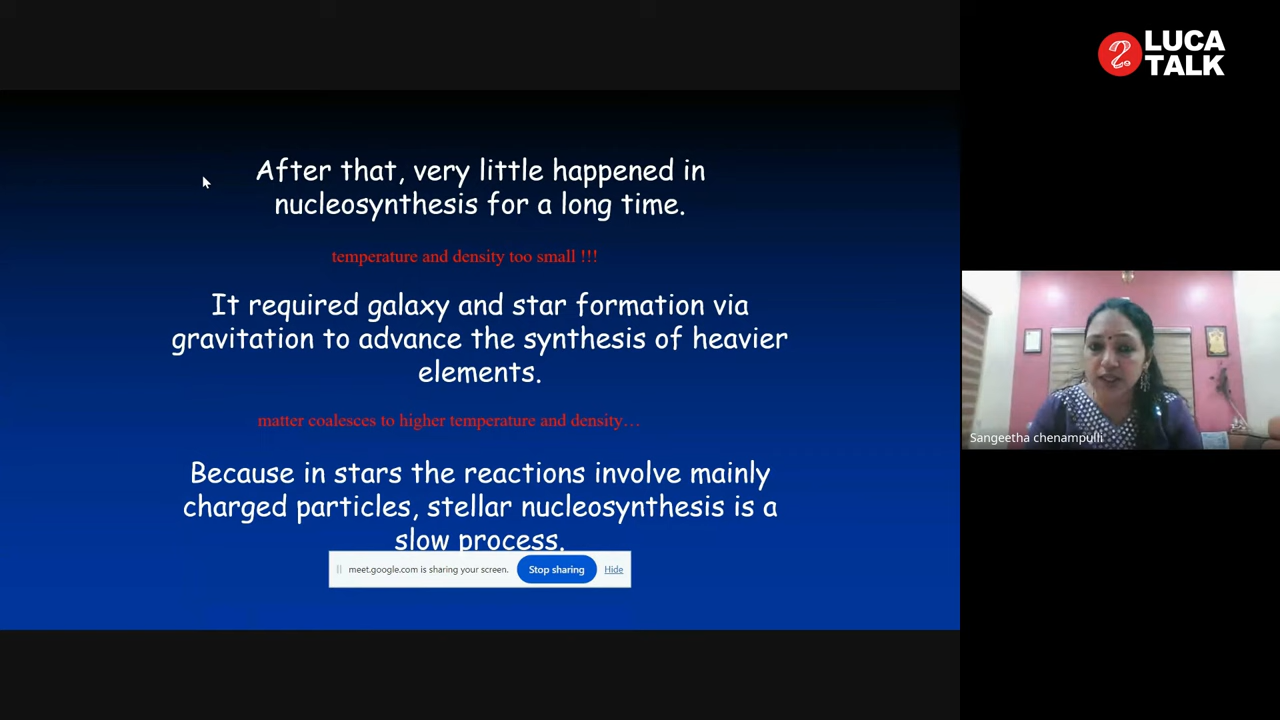 LUCA
TALK
After that, very little happened in
nucleosynthesis for a long time.
temperature and density too small !!!
It required galaxy and star formation via
gravitation to advance the synthesis of heavier
elements.
matter coalesces to higher temperature and density…
Because in stars the reactions involve mainly
charged particles, stellar nucleosynthesis is a
slow process.
meet.google.com is sharing your screen.
Stop sharing
Hide
Sangeetha chenampulli